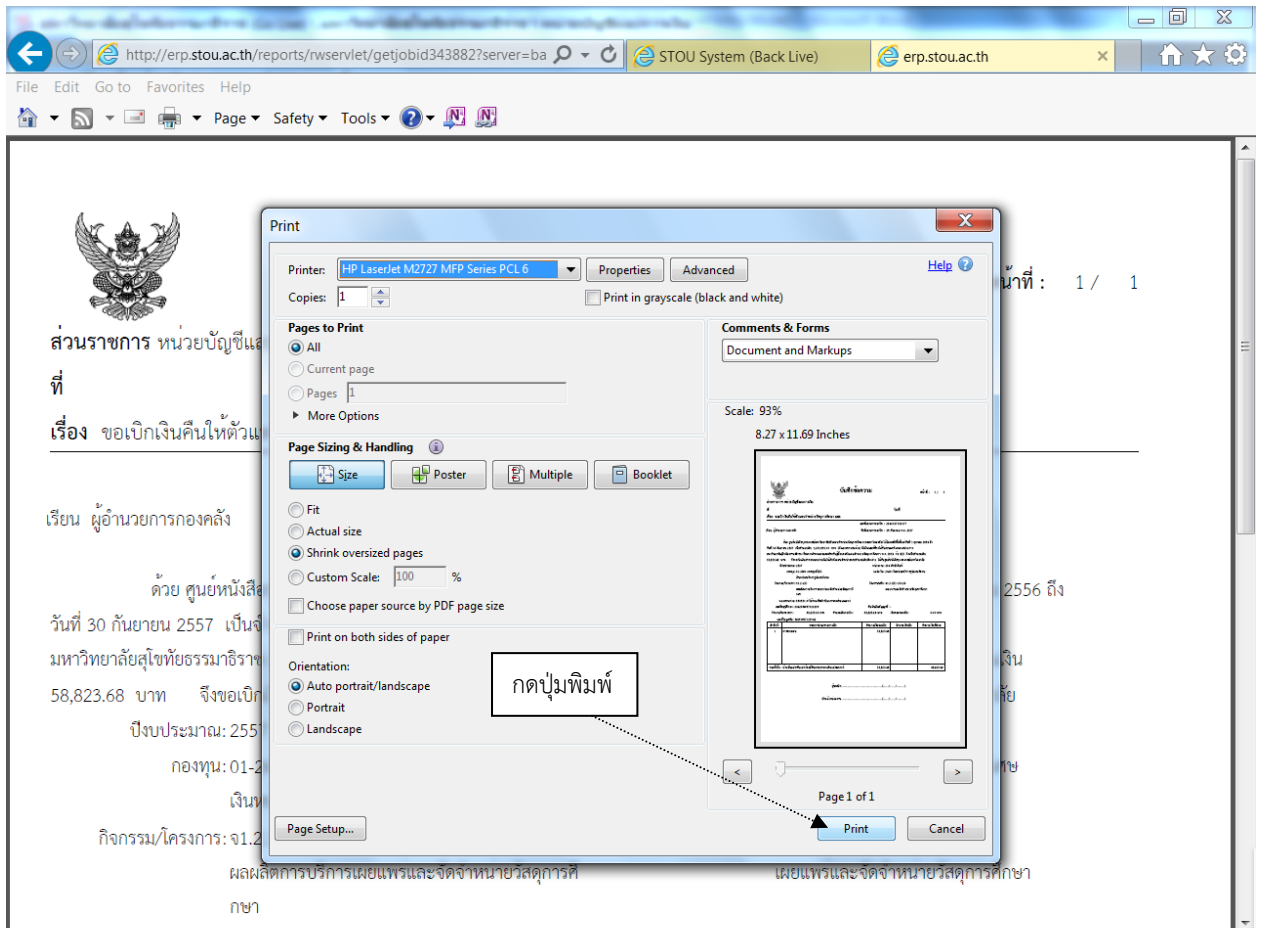 http://erp.stou.ac.th/reports/rwservlet/getjobid343882?server=ba
STOU System (Back Live)
erp.stou.ac.th
File Edit Go to Favorites Help
Page Safety Tools
น้าที่ : 1 / 1
ส่วนราชการ หน่วยบัญชีแล
ที่
เรื่อง ขอเบิกเงินคืนให้ตัวแ
เรียน ผู้อำนวยการกองคลัง
ด้วย ศูนย์หนังสือ
2556 ถึง
วันที่ 30 กันยายน 2557 เป็นจ
มหาวิทยาลัยสุโขทัยธรรมาธิราช
งิน
58,823.68 บาท จึงขอเบิก
ัย
ปีงบประมาณ: 2557
กองทุน: 01-2
ทษ
เงินท
กิจกรรม/โครงการ: จ1.2
ผลผลิตการบริการเผยแพร่และจัดจำหน่ายวัสดุการศึ
เผยแพร่และจัดจำหน่ายวัสดุการศึกษา
กษา
Print
Printer: HP LaserJet M2727 MFP Series PCL 6 Properties Advanced Help
Copies: 1 Print in grayscale (black and white)
Pages to Print
All
Current page
Pages 1
More Options
Comments & Forms
Document and Markups
Scale: 93%
8.27 x 11.69 Inches
Page Sizing & Handling
Size Poster Multiple Booklet
Fit
Actual size
Shrink oversized pages
Custom Scale: 100 %
Choose paper source by PDF page size
Print on both sides of paper
Orientation:
Auto portrait/landscape
Portrait
Landscape
กดปุ่มพิมพ์
บันทึกข้อความ
< >
Page 1 of 1
Page Setup... Print Cancel